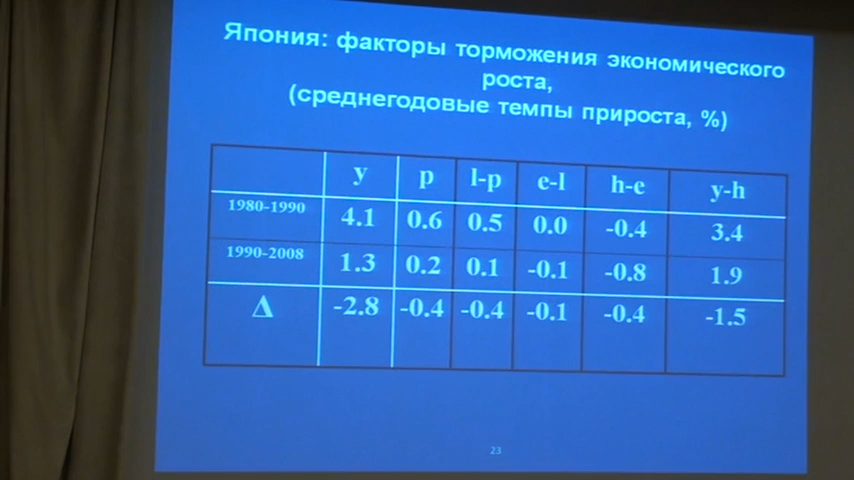 Япония: факторы торможения экономического
роста,
(среднегодовые темпы прироста, %)
y p l-p e-l h-e y-h
1980-1990 4.1 0.6 0.5 0.0 -0.4 3.4
1990-2008 1.3 0.2 0.1 -0.1 -0.8 1.9
Δ -2.8 -0.4 -0.4 -0.1 -0.4 -1.5
23